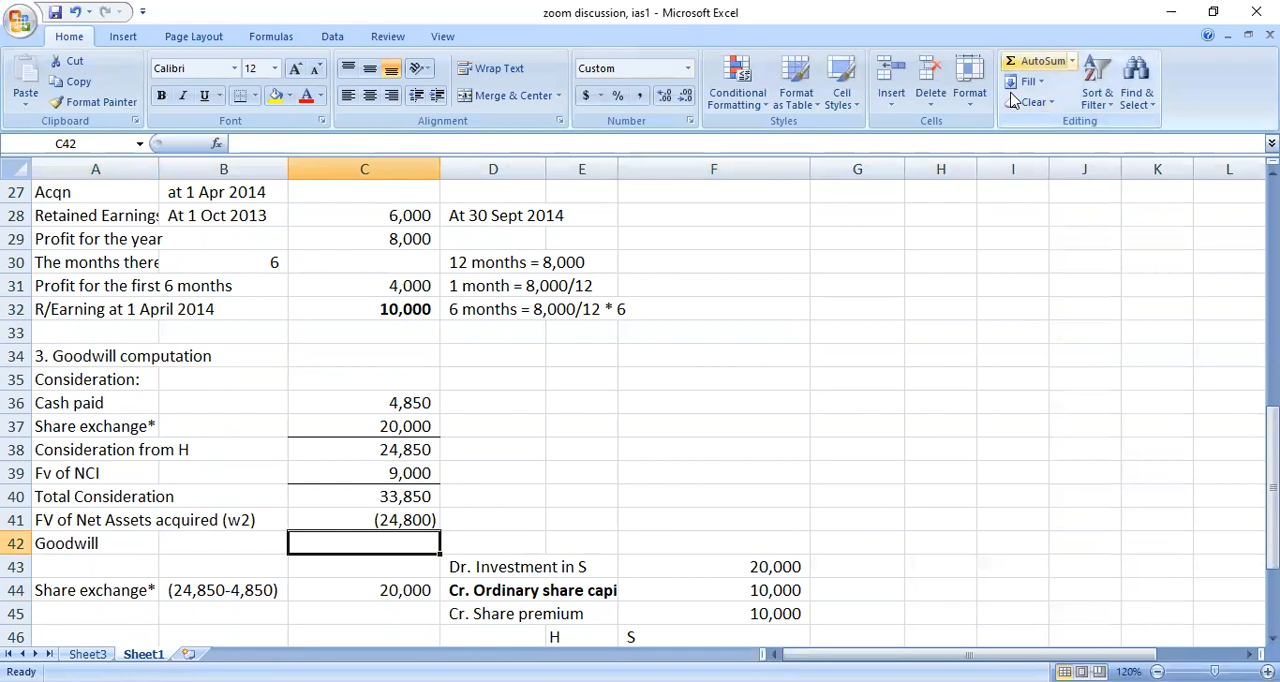 zoom discussion, ias1 - Microsoft Excel
Home Insert Page Layout Formulas Data Review View
Paste Cut Copy Format Painter Clipboard
Calibri 12 A A B I U A Font
Wrap Text Merge & Center Alignment
Custom $ % , .0 .00 .00 .0 Number
Conditional Formatting Format as Table Cell Styles Styles
Insert Delete Format Cells
Σ AutoSum Fill Clear Sort & Filter Find & Select Editing
C42 fx
A B C D E F G H I J K L
27 Acqn at 1 Apr 2014
28 Retained Earnings At 1 Oct 2013 6,000 At 30 Sept 2014
29 Profit for the year 8,000
30 The months there 6 12 months = 8,000
31 Profit for the first 6 months 4,000 1 month = 8,000/12
32 R/Earning at 1 April 2014 10,000 6 month = 8,000/12 * 6
33
34 3. Goodwill computation
35 Consideration:
36 Cash paid 4,850
37 Share exchange* 20,000
38 Consideration from H 24,850
39 Fv of NCI 9,000
40 Total Consideration 33,850
41 FV of Net Assets acquired (w2) (24,800)
42 Goodwill
43 Dr. Investment in S 20,000
44 Share exchange* (24,850-4,850) 20,000 Cr. Ordinary share capi 10,000
45 Cr. Share premium 10,000
46 H S
Sheet3 Sheet1
Ready 120%